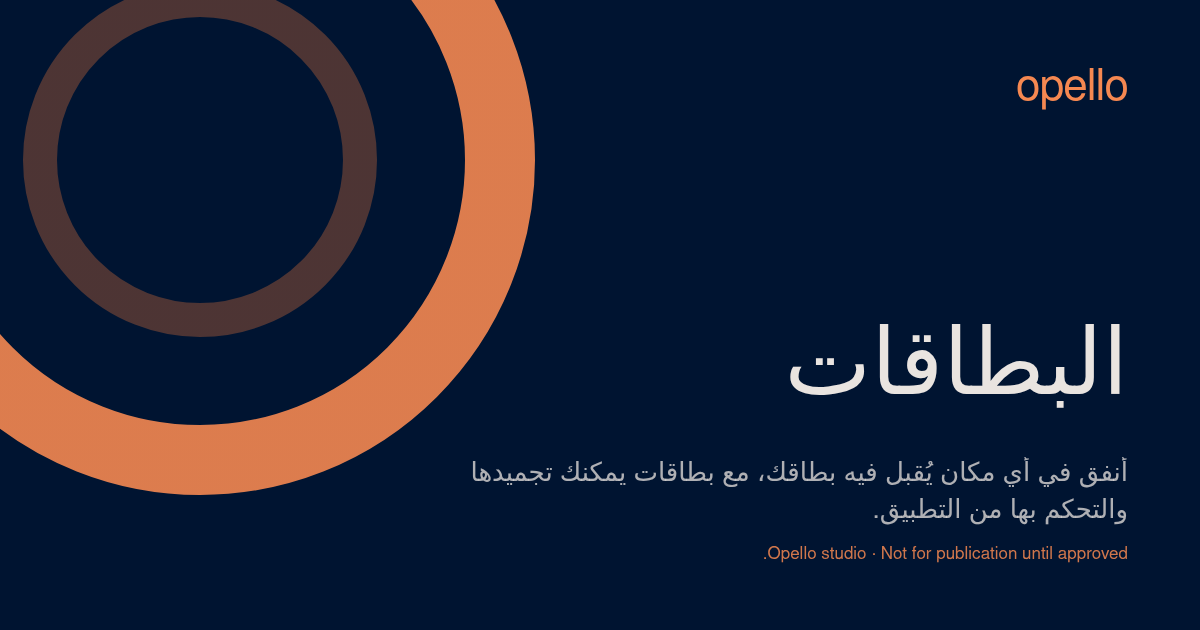 opello
البطاقات
أنفق في أي مكان يُقبل فيه بطاقك، مع بطاقات يمكنك تجميدها
والتحكم بها من التطبيق.
Opello studio · Not for publication until approved.